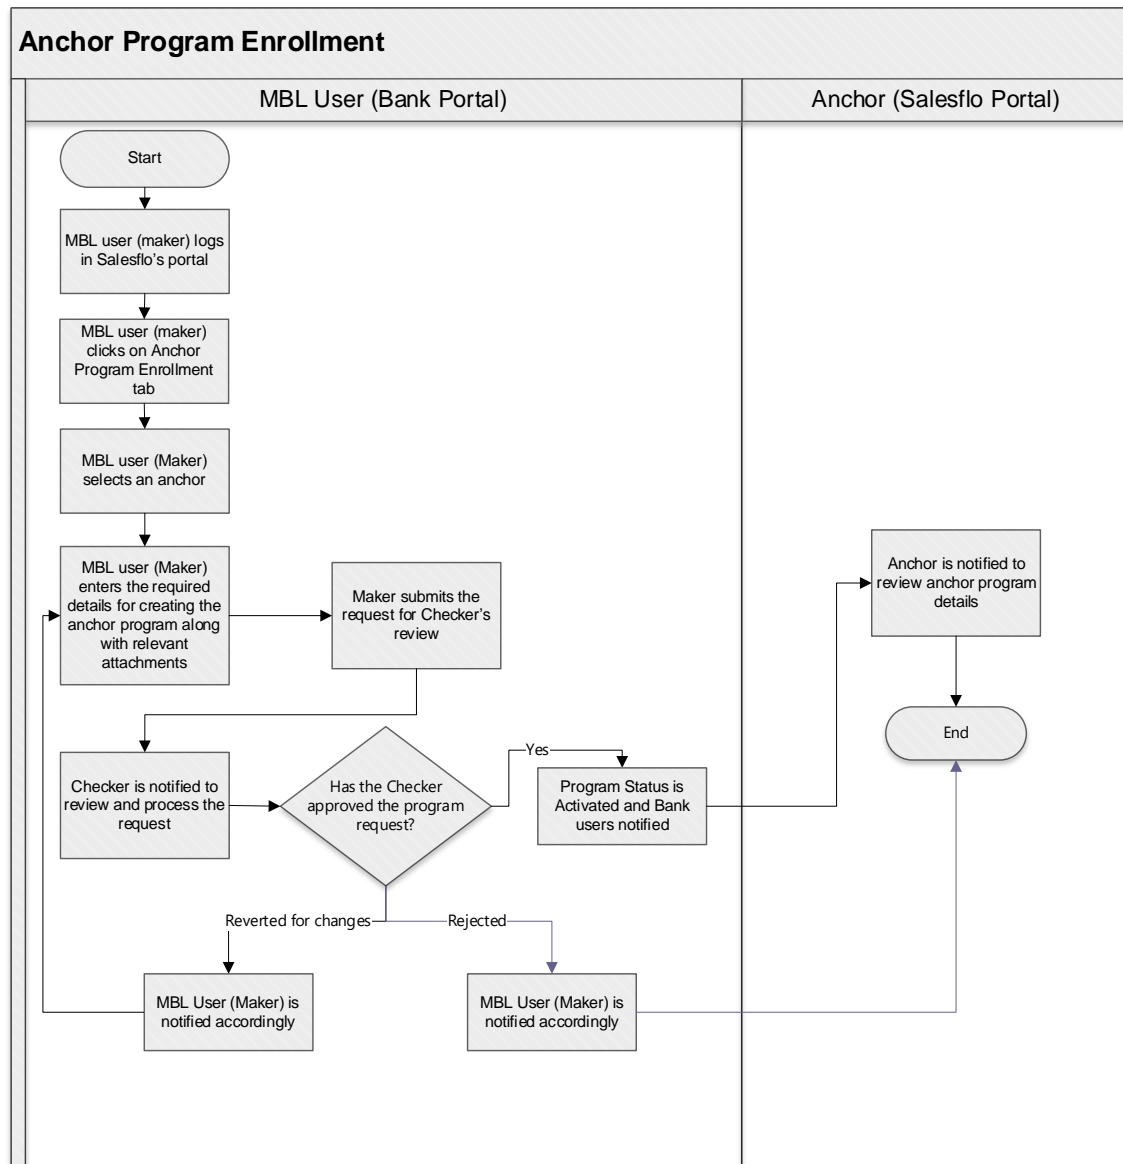 Anchor Program Enrollment
MBL User (Bank Portal)
Anchor (Salesflo Portal)
Start
MBL user (maker) logs
in Salesflo's portal
MBL user (maker)
clicks on Anchor
Program Enrollment
tab
MBL user (Maker)
selects an anchor
MBL user (Maker)
enters the required
details for creating the
anchor program along
with relevant
attachments
Maker submits the
request for Checker's
review
Anchor is notified to
review anchor program
details
End
Checker is notified to
review and process the
request
Has the Checker
approved the program
request?
Yes
Program Status is
Activated and Bank
users notified
Reverted for changes
Rejected
MBL User (Maker) is
notified accordingly
MBL User (Maker) is
notified accordingly